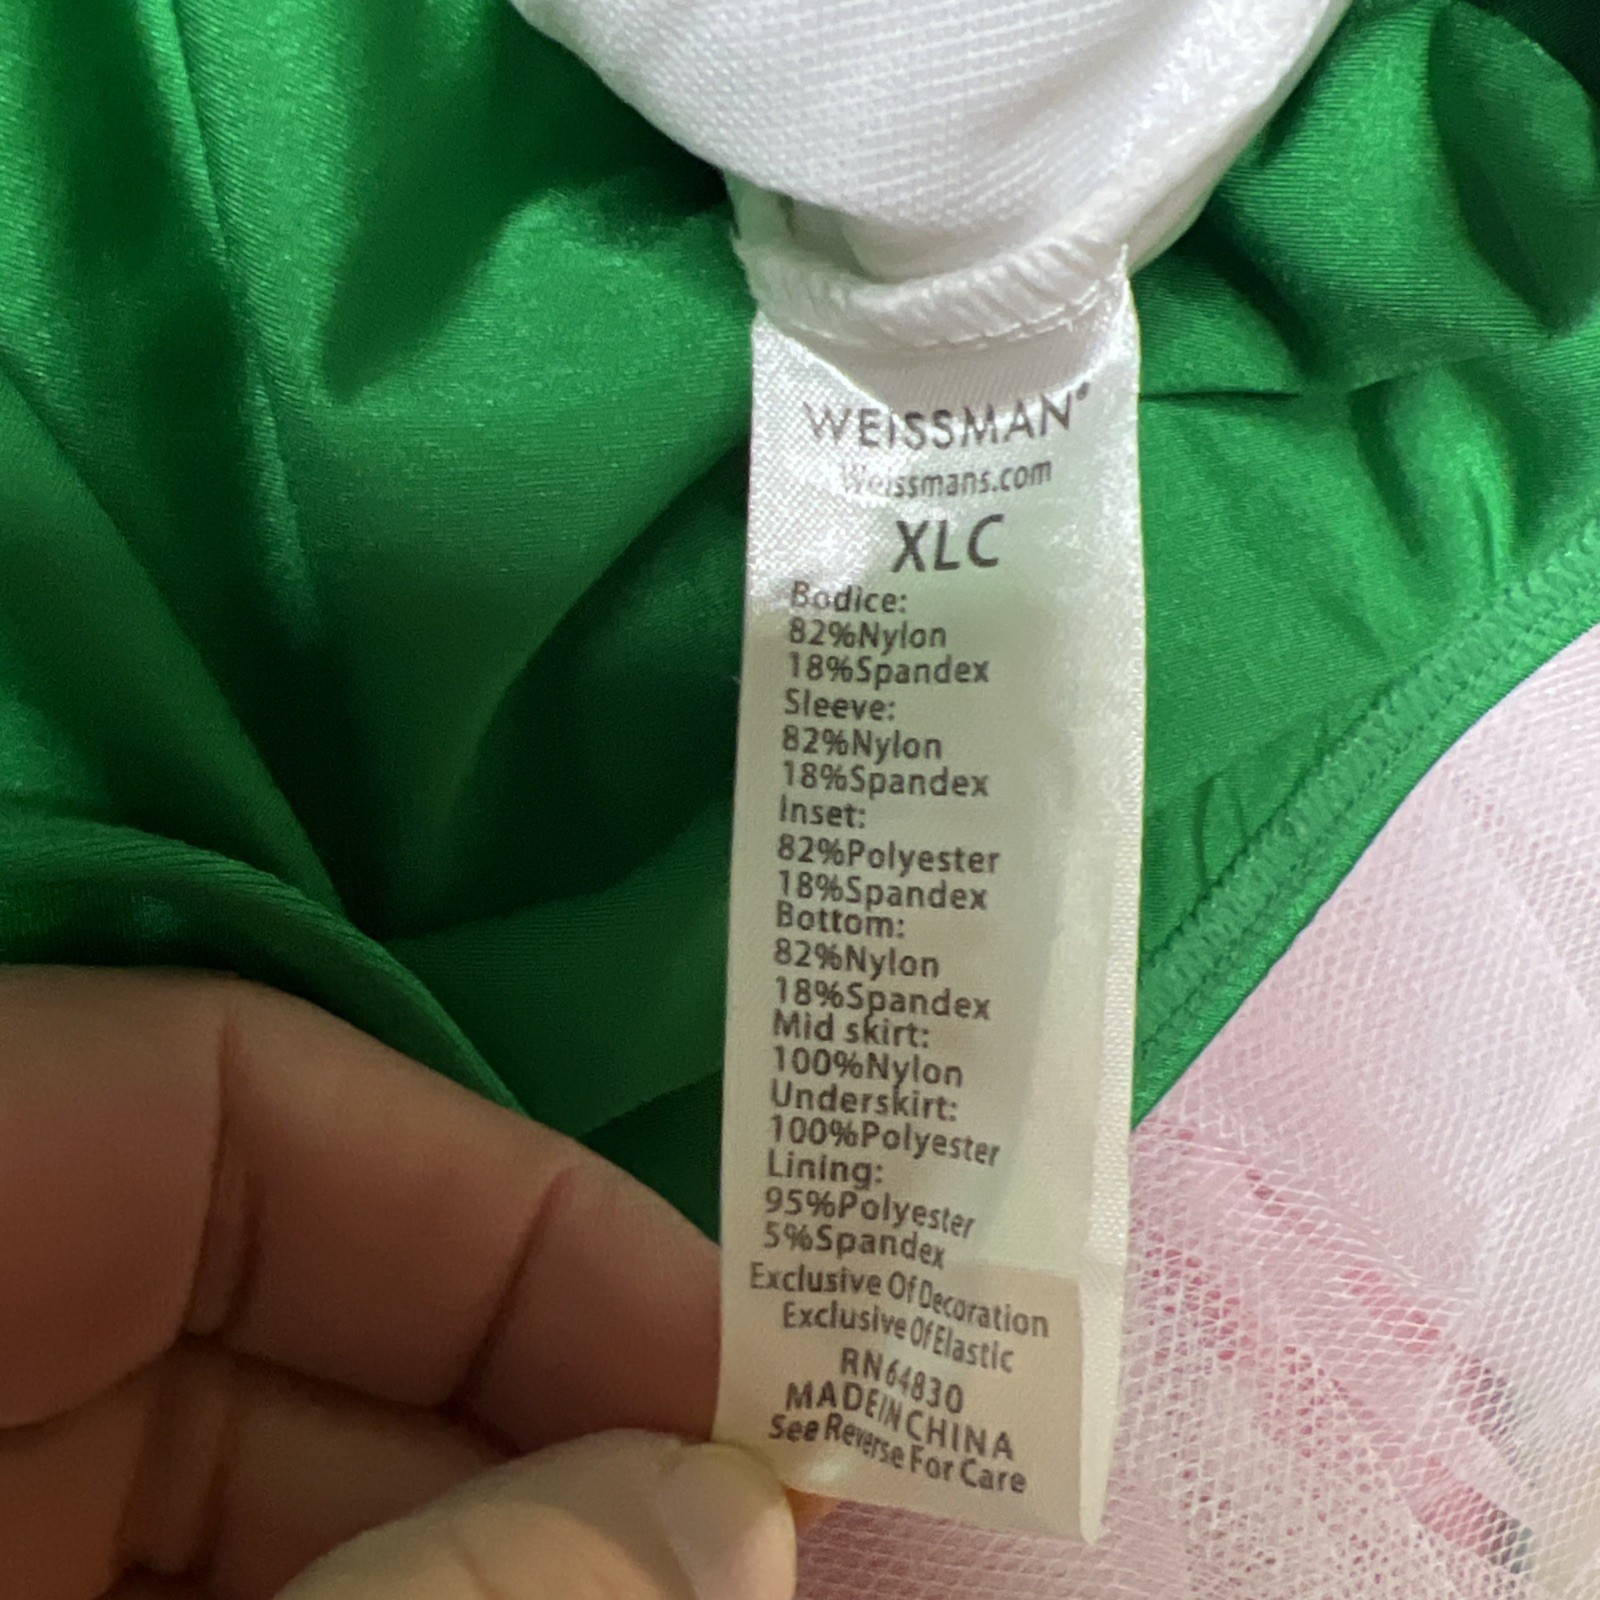 WEISSMAN®
Weissmans.com
XLC
Bodice:
82%Nylon
18%Spandex
Sleeve:
82%Nylon
18%Spandex
Inset:
82%Polyester
18%Spandex
Bottom:
82%Nylon
18%Spandex
Mid skirt:
100%Nylon
Underskirt:
100%Polyester
Lining:
95%Polyester
5%Spandex
Exclusive Of Decoration
Exclusive Of Elastic
RN64830
MADE IN CHINA
See Reverse For Care